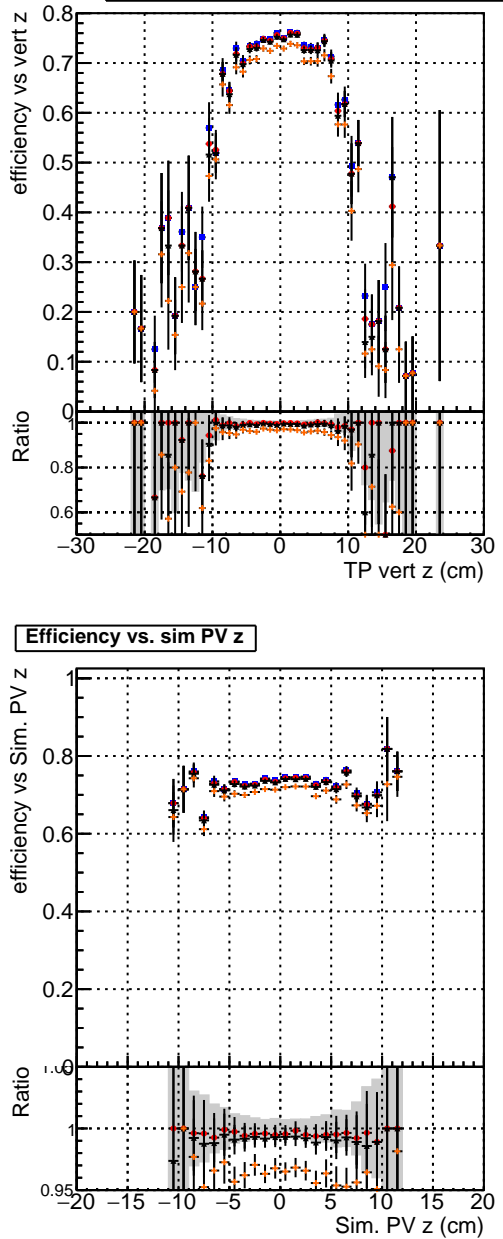 0.8
0.7
0.6
0.5
0.4
0.3
0.2
0.1
0
efficiency vs vert z
1
0.8
0.6
Ratio
−30 −20 −10 0 10 20 30
TP vert z (cm)
Efficiency vs. sim PV z
1
0.8
0.6
0.4
0.2
0
efficiency vs Sim. PV z
1
0.95
Ratio
−20 −15 −10 −5 0 5 10 15 20
Sim. PV z (cm)